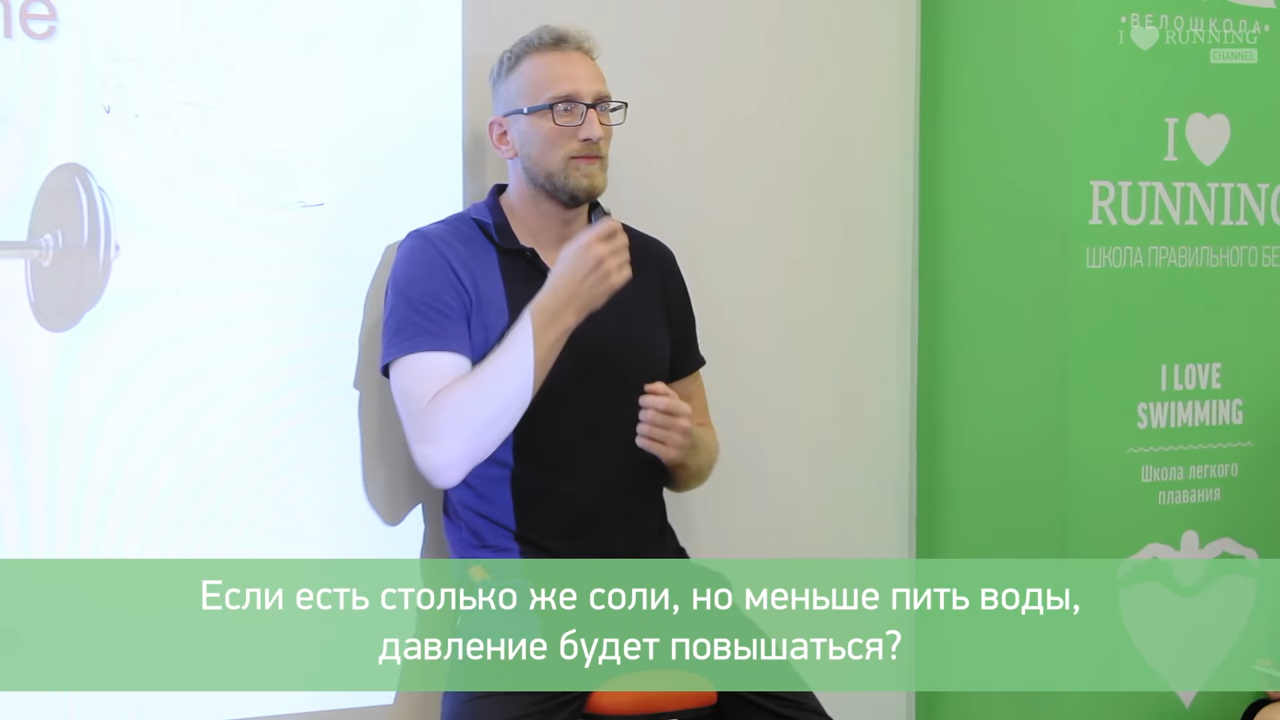 ne
•ВЕЛОШКОЛА•
I RUNNING
CHANNEL
I
RUNNING
ШКОЛА ПРАВИЛЬНОГО БЕ
I LOVE
SWIMMING
Школа легкого
плавания
Если есть столько же соли, но меньше пить воды,
давление будет повышаться?